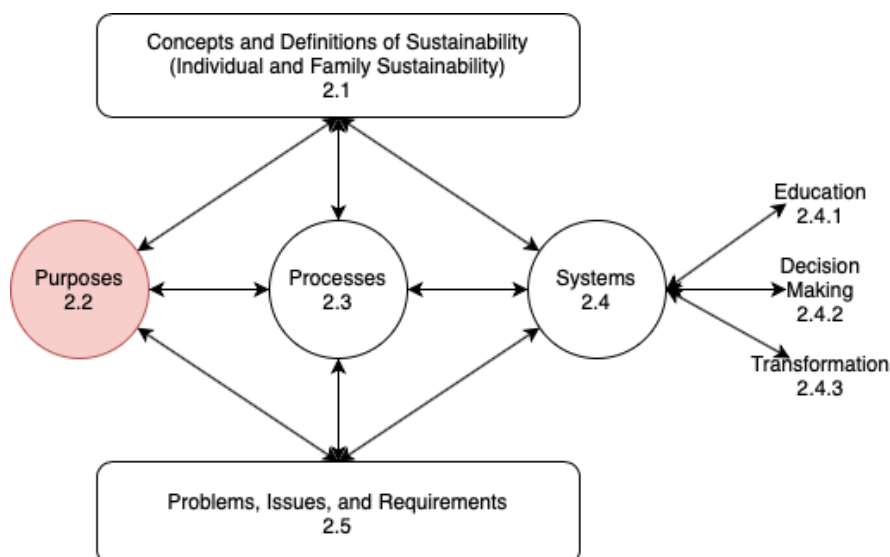 Concepts and Definitions of Sustainability
(Individual and Family Sustainability)
2.1
Purposes
2.2
Processes
2.3
Systems
2.4
Education
2.4.1
Decision
Making
2.4.2
Transformation
2.4.3
Problems, Issues, and Requirements
2.5